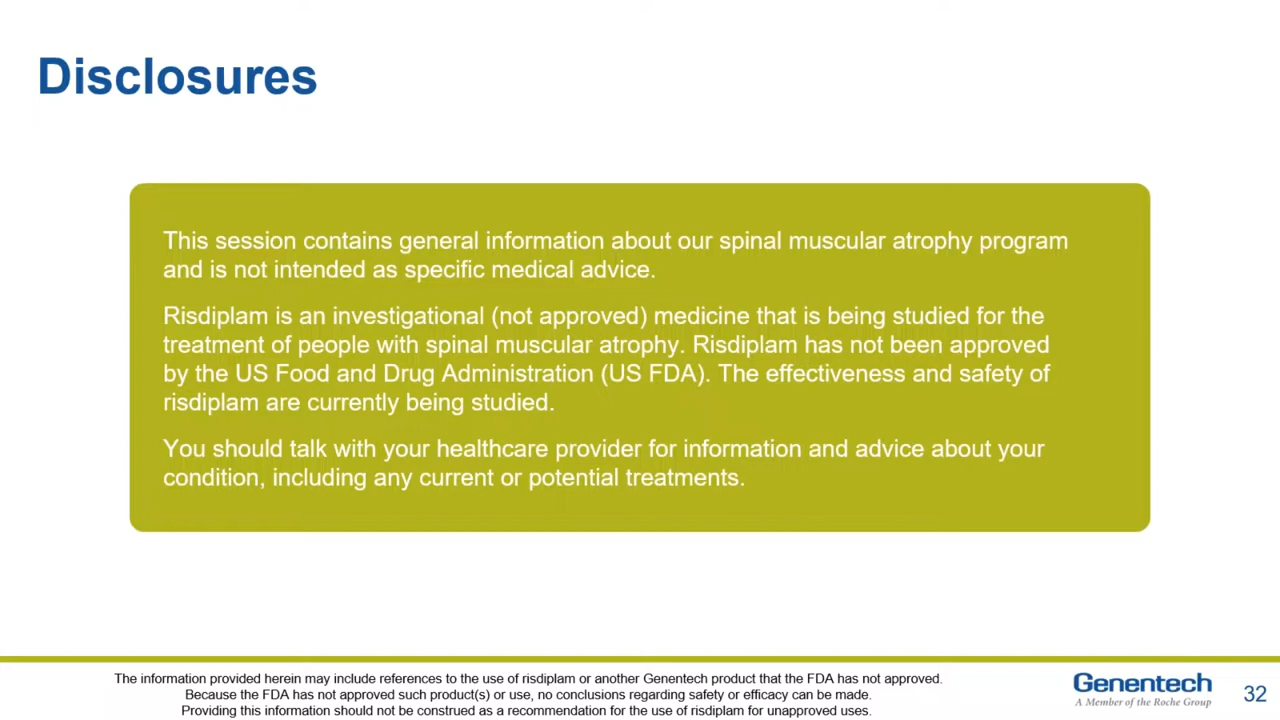 Disclosures
This session contains general information about our spinal muscular atrophy program
and is not intended as specific medical advice.
Risdiplam is an investigational (not approved) medicine that is being studied for the
treatment of people with spinal muscular atrophy. Risdiplam has not been approved
by the US Food and Drug Administration (US FDA). The effectiveness and safety of
risdiplam are currently being studied.
You should talk with your healthcare provider for information and advice about your
condition, including any current or potential treatments.
The information provided herein may include references to the use of risdiplam or another Genentech product that the FDA has not approved.
Because the FDA has not approved such product(s) or use, no conclusions regarding safety or efficacy can be made.
Providing this information should not be construed as a recommendation for the use of risdiplam for unapproved uses.
Genentech
A Member of the Roche Group
32